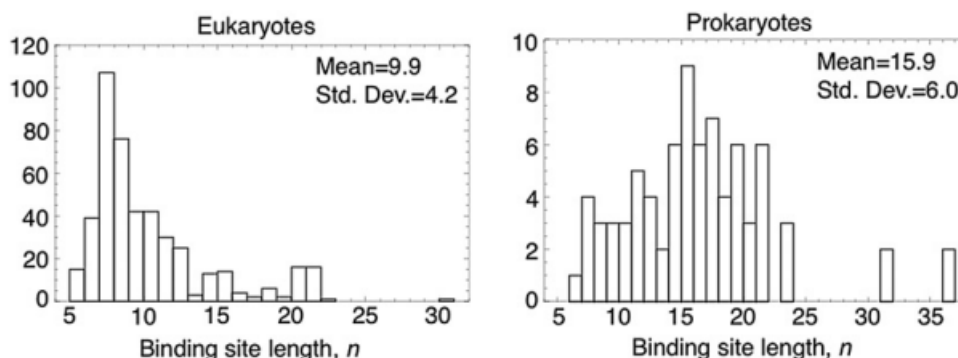 Eukaryotes
Mean=9.9
Std. Dev.=4.2
120
100
80
60
40
20
0
5 10 15 20 25 30
Binding site length, n
Prokaryotes
Mean=15.9
Std. Dev.=6.0
10
8
6
4
2
0
5 10 15 20 25 30 35
Binding site length, n